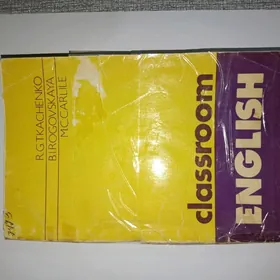 R.G.TKACHENKO
B.I.ROGOVSKAYA
M.C.CARLILE
classroom
ENGLISH